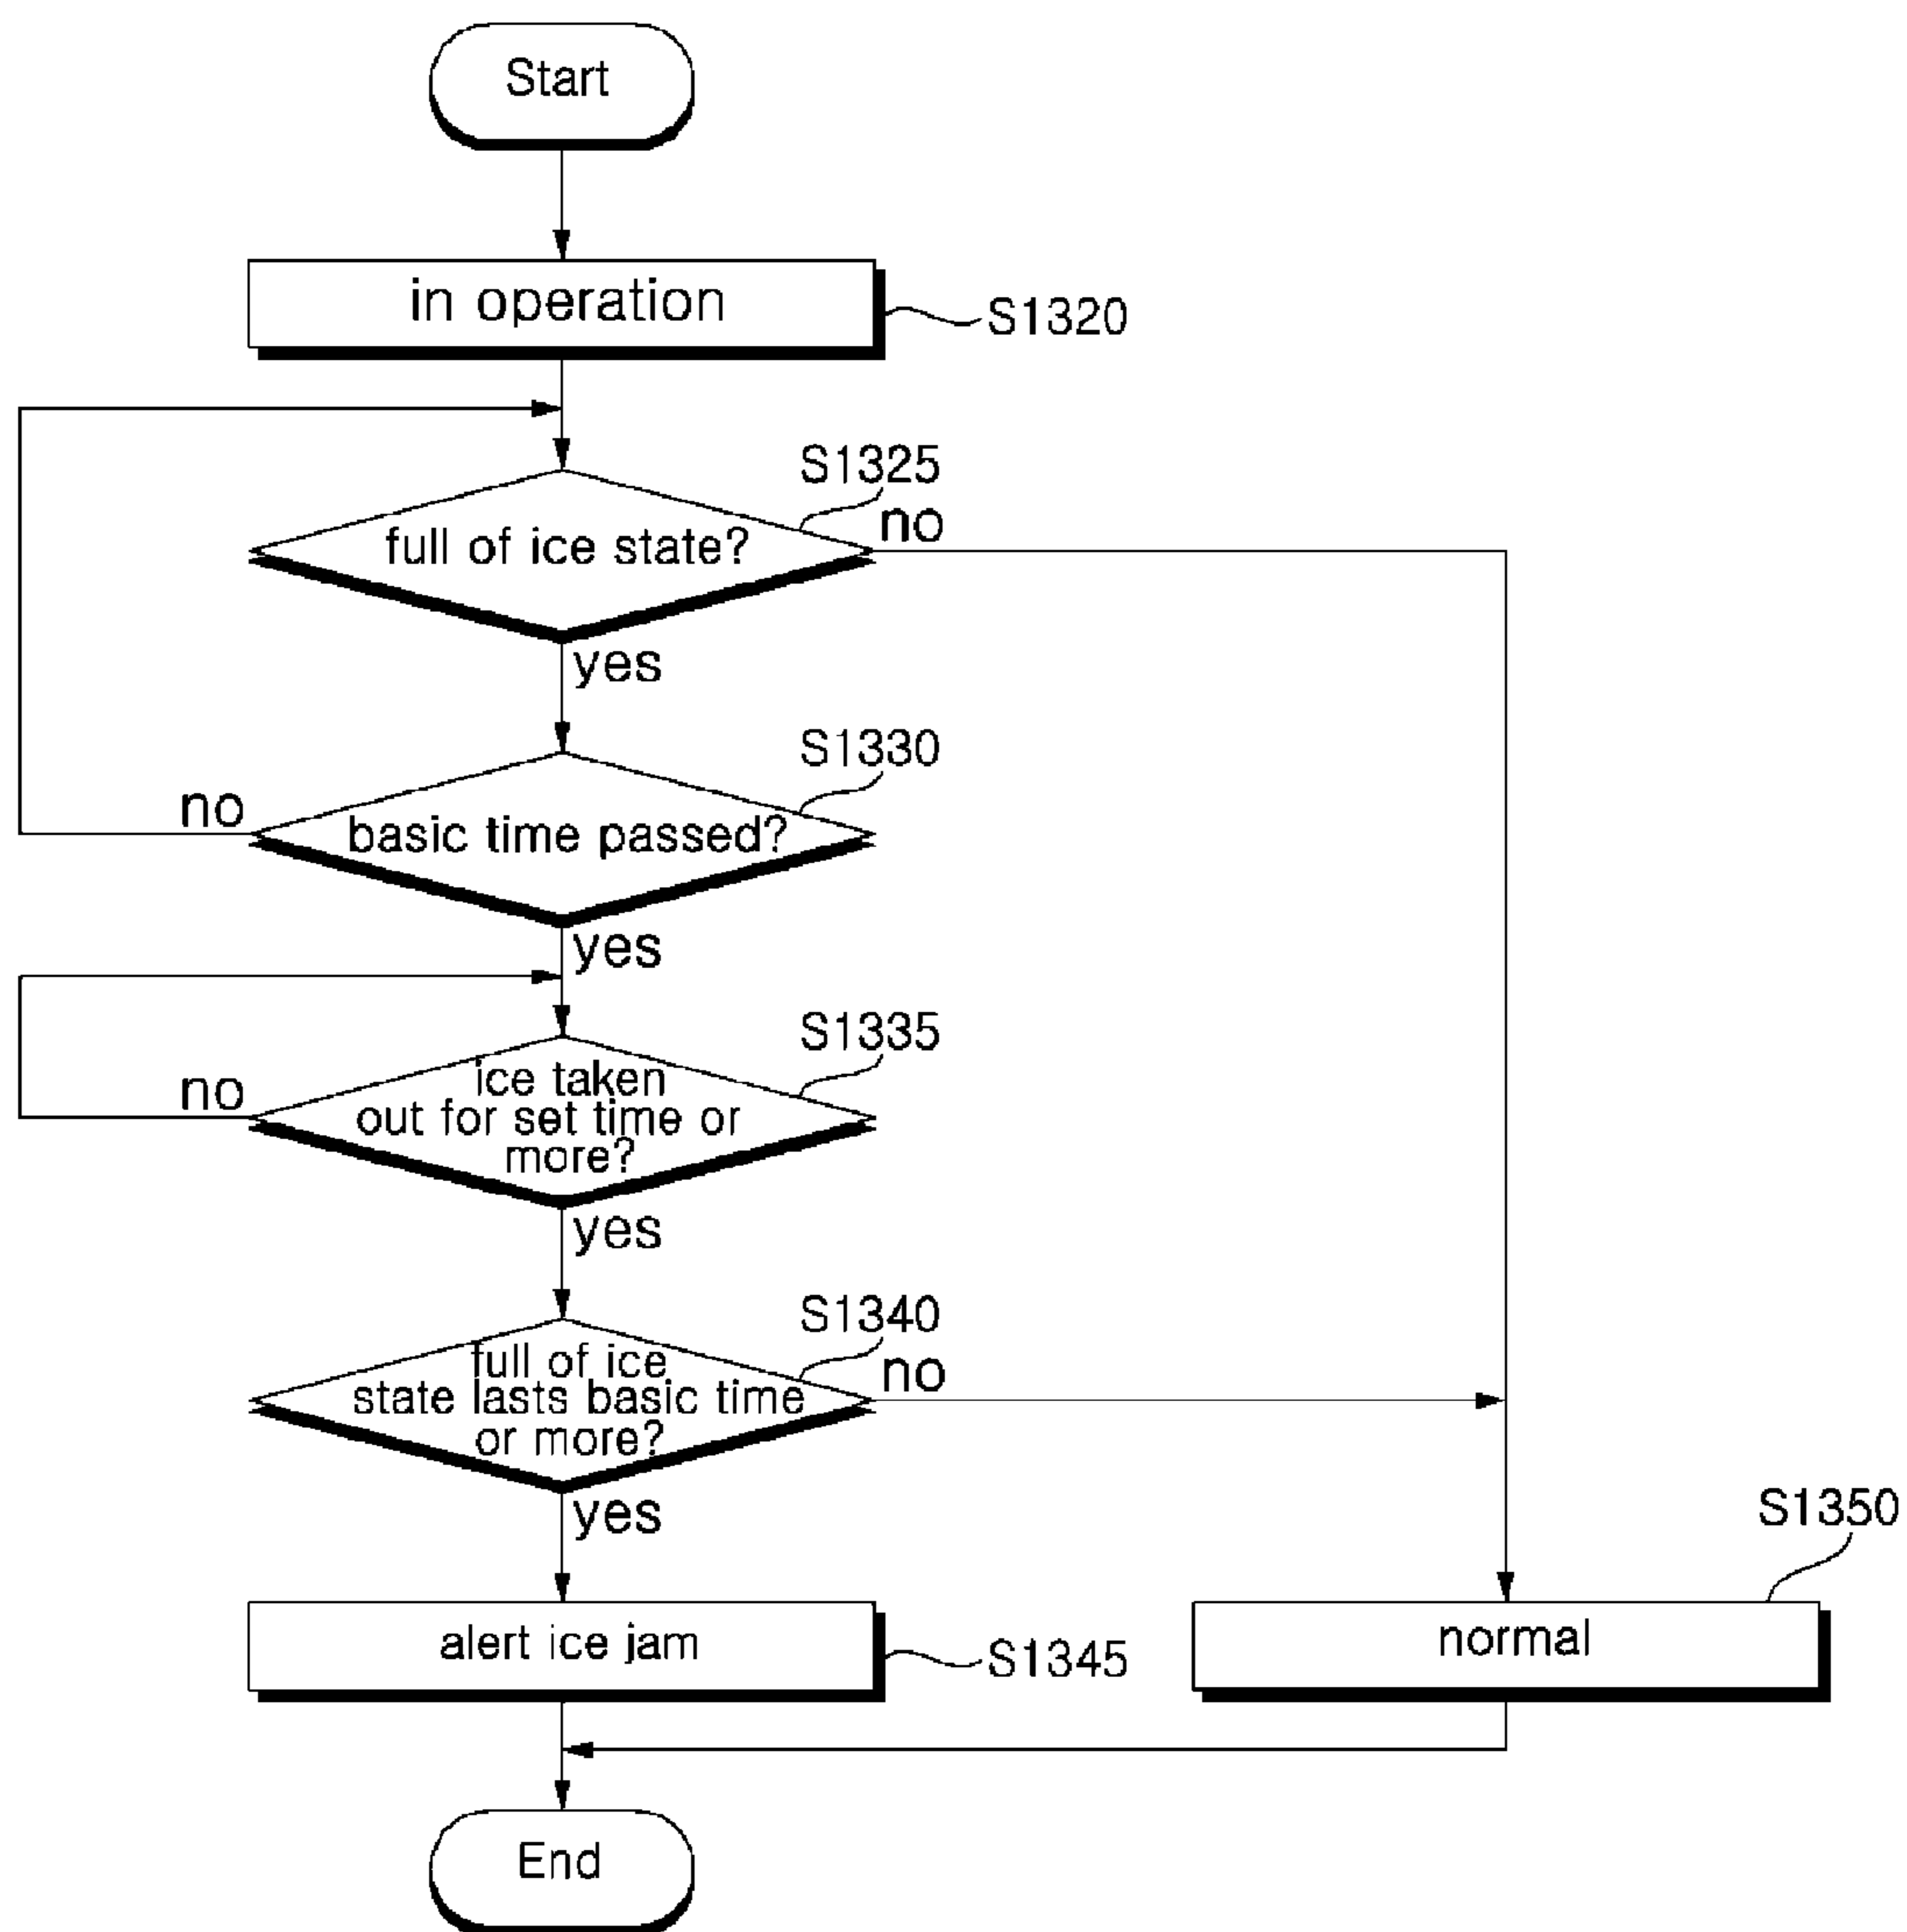 Start
in operation
S1320
S1325
no
full of ice state?
yes
S1330
no
basic time passed?
yes
S1335
no
ice taken
out for set time or
more?
yes
S1340
no
full of ice
state lasts basic time
or more?
yes
S1350
alert ice jam
S1345
normal
End